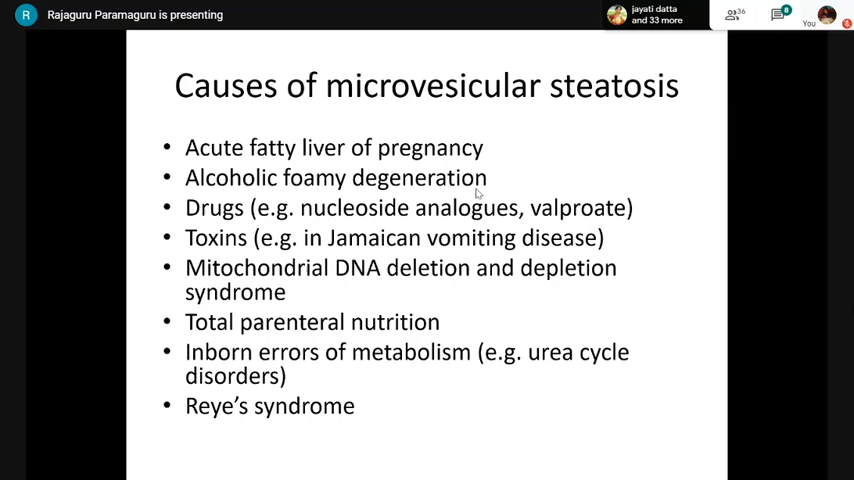 R Rajaguru Paramaguru is presenting
jayati datta
and 33 more
36
8
You
Causes of microvesicular steatosis
• Acute fatty liver of pregnancy
• Alcoholic foamy degeneration
• Drugs (e.g. nucleoside analogues, valproate)
• Toxins (e.g. in Jamaican vomiting disease)
• Mitochondrial DNA deletion and depletion
syndrome
• Total parenteral nutrition
• Inborn errors of metabolism (e.g. urea cycle
disorders)
• Reye’s syndrome